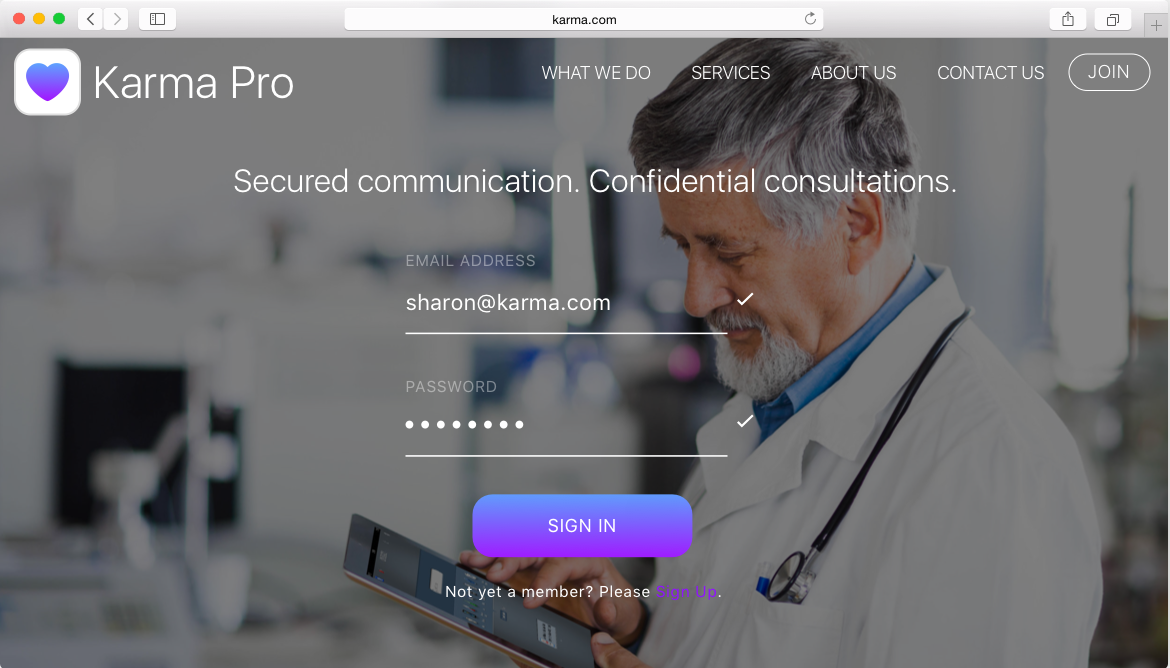 karma.com
Karma Pro
WHAT WE DO SERVICES ABOUT US CONTACT US JOIN
Secured communication. Confidential consultations.
EMAIL ADDRESS
sharon@karma.com
PASSWORD
SIGN IN
Not yet a member? Please Sign Up.